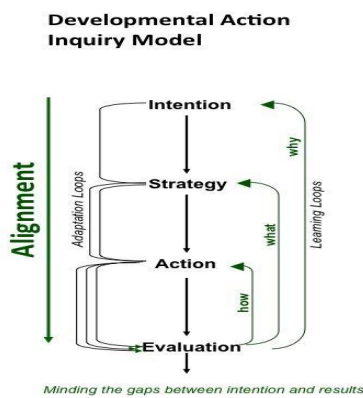 Developmental Action
Inquiry Model
Intention
why
Strategy
Alignment
Adaptation Loops
Learning Loops
what
Action
how
Evaluation
Minding the gaps between intention and results